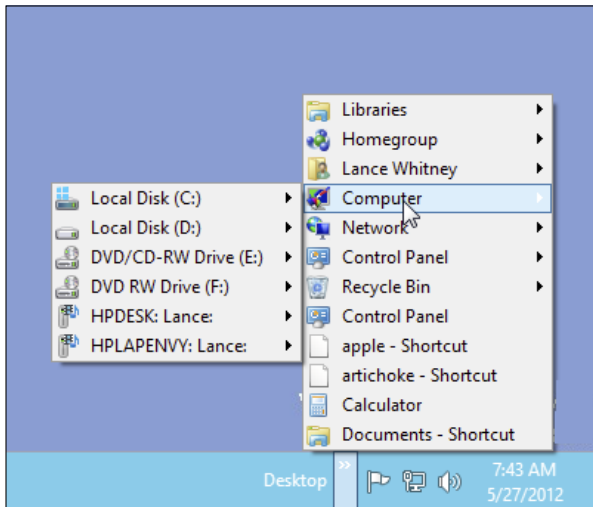 Libraries
Homegroup
Lance Whitney
Computer
Network
Control Panel
Recycle Bin
Control Panel
apple - Shortcut
artichoke - Shortcut
Calculator
Documents - Shortcut
Local Disk (C:)
Local Disk (D:)
DVD/CD-RW Drive (E:)
DVD RW Drive (F:)
HPDESK: Lance:
HPLAPENVY: Lance:
Desktop
7:43 AM
5/27/2012